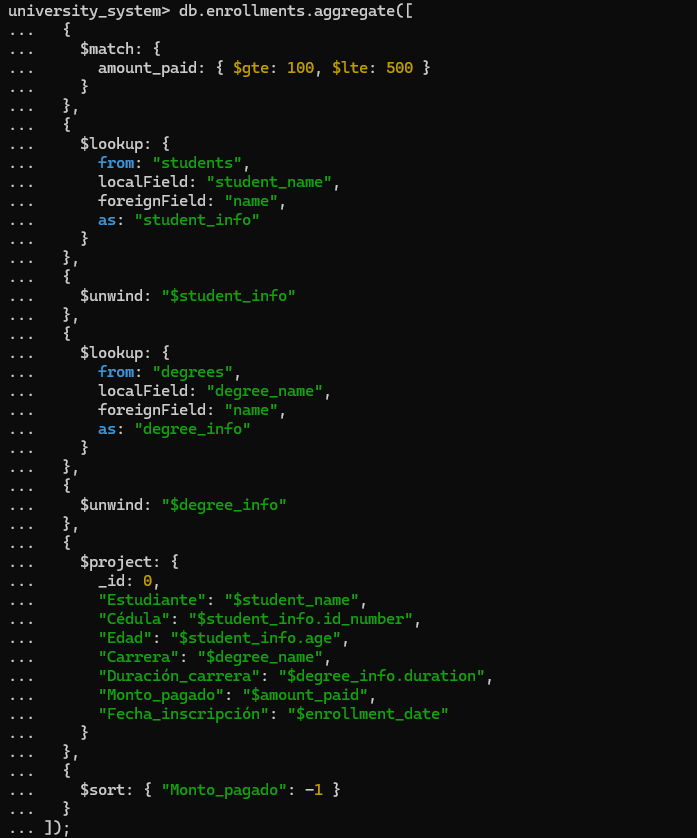 university_system> db.enrollments.aggregate([
...   {
...     $match: {
...       amount_paid: { $gte: 100, $lte: 500 }
...     }
...   },
...   {
...     $lookup: {
...       from: "students",
...       localField: "student_name",
...       foreignField: "name",
...       as: "student_info"
...     }
...   },
...   {
...     $unwind: "$student_info"
...   },
...   {
...     $lookup: {
...       from: "degrees",
...       localField: "degree_name",
...       foreignField: "name",
...       as: "degree_info"
...     }
...   },
...   {
...     $unwind: "$degree_info"
...   },
...   {
...     $project: {
...       _id: 0,
...       "Estudiante": "$student_name",
...       "Cédula": "$student_info.id_number",
...       "Edad": "$student_info.age",
...       "Carrera": "$degree_name",
...       "Duración_carrera": "$degree_info.duration",
...       "Monto_pagado": "$amount_paid",
...       "Fecha_inscripción": "$enrollment_date"
...     }
...   },
...   {
...     $sort: { "Monto_pagado": -1 }
...   }
... ]);